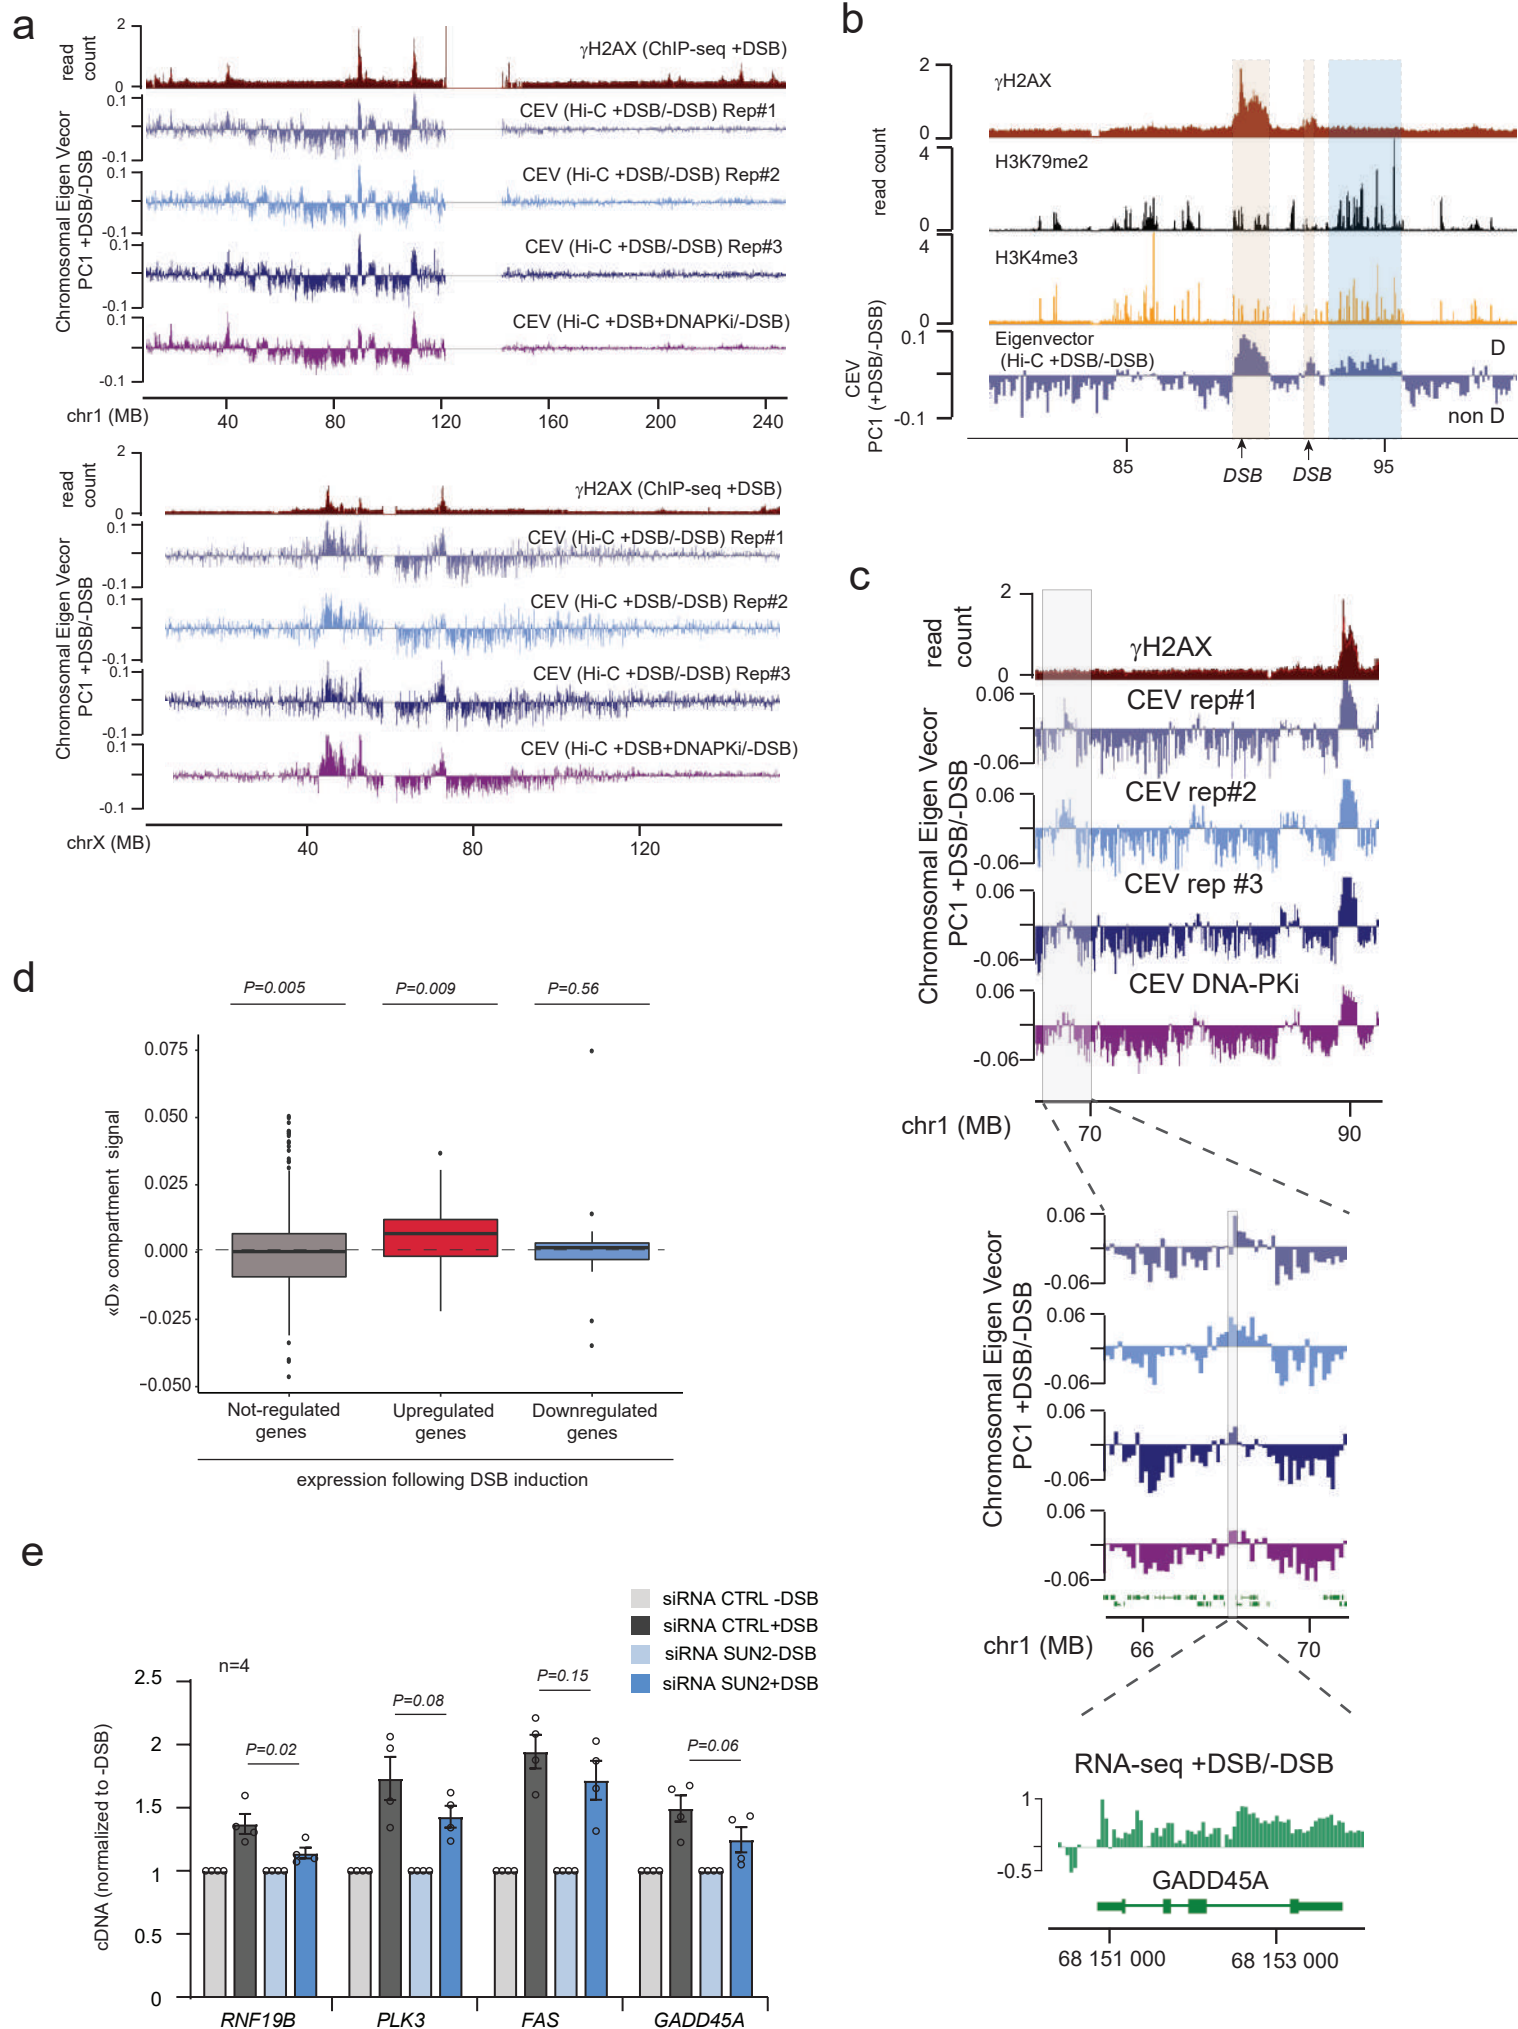 a
2
0
read
count
γH2AX (ChIP-seq +DSB)
0.1
-0.1
CEV (Hi-C +DSB/-DSB) Rep#1
0.1
-0.1
CEV (Hi-C +DSB/-DSB) Rep#2
0.1
-0.1
CEV (Hi-C +DSB/-DSB) Rep#3
0.1
-0.1
CEV (Hi-C +DSB+DNAPKi/-DSB)
Chromosomal Eigen Vecor
PC1 +DSB/-DSB
chr1 (MB)
40 80 120 160 200 240
2
0
read
count
γH2AX (ChIP-seq +DSB)
0.1
-0.1
CEV (Hi-C +DSB/-DSB) Rep#1
0.1
-0.1
CEV (Hi-C +DSB/-DSB) Rep#2
0.1
-0.1
CEV (Hi-C +DSB/-DSB) Rep#3
0.1
-0.1
CEV (Hi-C +DSB+DNAPKi/-DSB)
Chromosomal Eigen Vecor
PC1 +DSB/-DSB
chrX (MB)
40 80 120
b
2
0
γH2AX
read count
4
0
H3K79me2
4
0
H3K4me3
0.1
-0.1
CEV
PC1 (+DSB/-DSB)
Eigenvector
(Hi-C +DSB/-DSB)
D
non D
85 95
DSB DSB
c
2
0
read
count
γH2AX
0.06
-0.06
CEV rep#1
0.06
-0.06
CEV rep#2
0.06
-0.06
CEV rep #3
0.06
-0.06
CEV DNA-PKi
Chromosomal Eigen Vecor
PC1 +DSB/-DSB
chr1 (MB)
70 90
0.06
-0.06
0.06
-0.06
0.06
-0.06
0.06
-0.06
Chromosomal Eigen Vecor
PC1 +DSB/-DSB
chr1 (MB)
66 70
RNA-seq +DSB/-DSB
1
-0.5
GADD45A
68 151 000 68 153 000
d
P=0.005 P=0.009 P=0.56
0.075
0.050
0.025
0.000
−0.025
−0.050
«D» compartment signal
Not-regulated
genes
Upregulated
genes
Downregulated
genes
expression following DSB induction
e
siRNA CTRL -DSB
siRNA CTRL+DSB
siRNA SUN2-DSB
siRNA SUN2+DSB
n=4
2.5
2
1.5
1
0.5
0
cDNA (normalized to -DSB)
P=0.02
P=0.08
P=0.15
P=0.06
RNF19B PLK3 FAS GADD45A